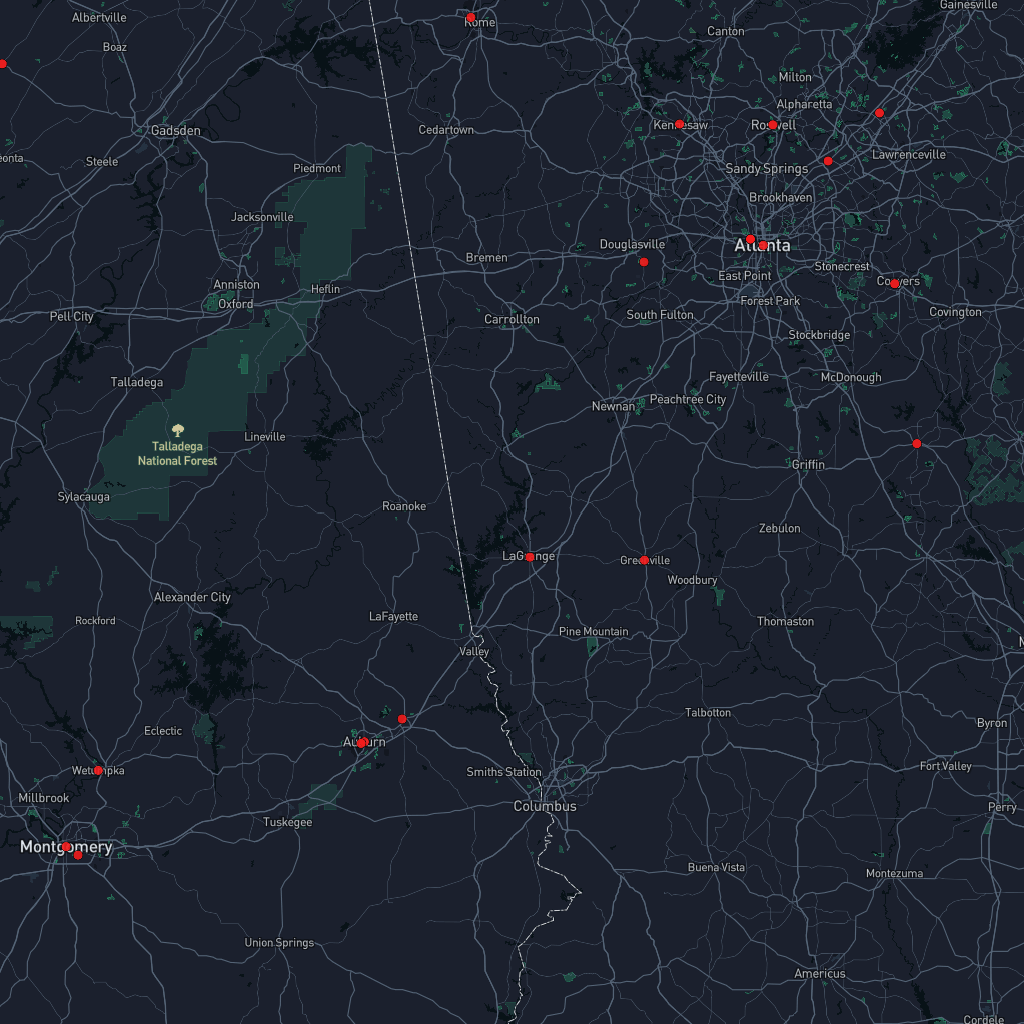 Albertville
Rome
Gainesville
Canton
Boaz
Milton
Alpharetta
Kennesaw
Roswell
Gadsden
Cedartown
Lawrenceville
Steele
Piedmont
Sandy Springs
Brookhaven
Jacksonville
Douglasville
Atlanta
Bremen
Stonecrest
East Point
Conyers
Anniston
Heflin
Oxford
Forest Park
Covington
Pell City
Carrollton
South Fulton
Stockbridge
Talladega
Fayetteville
McDonough
Peachtree City
Newnan
Lineville
Talladega
National Forest
Griffin
Sylacauga
Roanoke
Zebulon
LaGrange
Greenville
Woodbury
Alexander City
LaFayette
Rockford
Thomaston
Pine Mountain
Valley
Talbotton
Byron
Eclectic
Auburn
Wetumpka
Smiths Station
Fort Valley
Millbrook
Columbus
Perry
Tuskegee
Montgomery
Buena Vista
Montezuma
Union Springs
Americus
Cordele